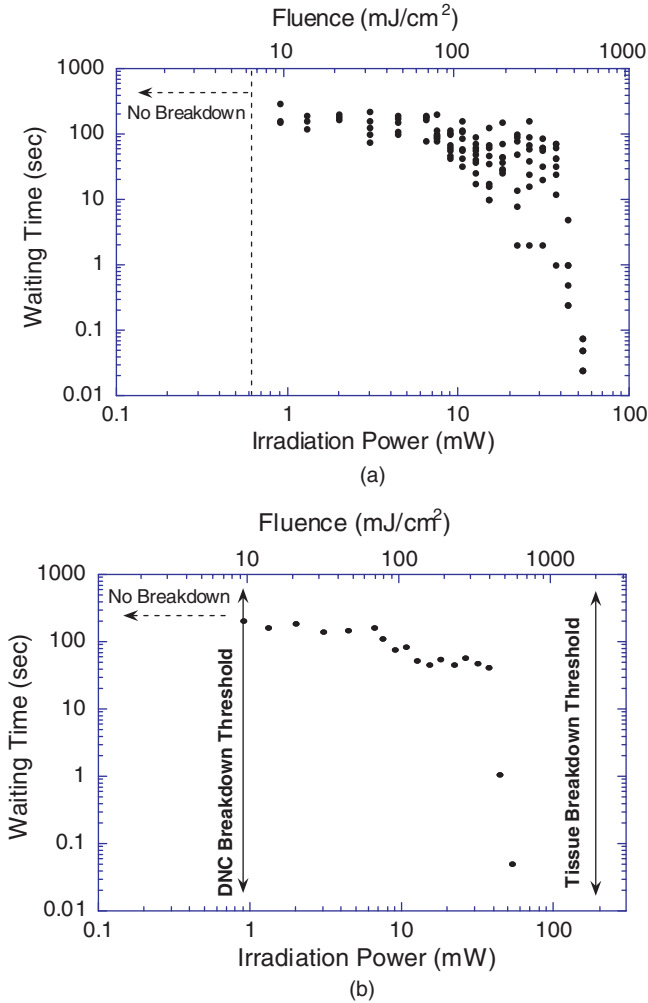 Fluence (mJ/cm²)
10 100 1000
1000
100
10
1
0.1
0.01
Waiting Time (sec)
No Breakdown
0.1 1 10 100
Irradiation Power (mW)
(a)
Fluence (mJ/cm²)
10 100 1000
1000
100
10
1
0.1
0.01
Waiting Time (sec)
No Breakdown
DNC Breakdown Threshold
Tissue Breakdown Threshold
0.1 1 10 100
Irradiation Power (mW)
(b)